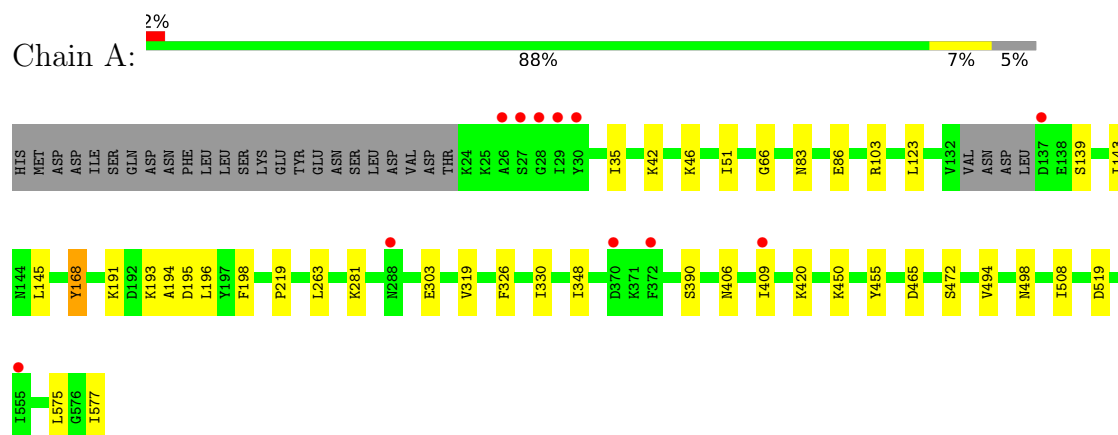 2%
Chain A:
88% 7% 5%
HIS MET ASP ASP ILE SER GLN ASP ASN PHE LEU LEU SER LYS GLU TYR GLU ASN SER LEU ASP VAL ASP THR K24 K25 A26 S27 G28 I29 Y30 I35 K42 K46 I51 G66 N83 E86 R103 L123 V132 VAL ASN ASP LEU D137 E138 S139 I143
N144 L145 Y168 K191 D192 K193 A194 D195 L196 Y197 F198 P219 L263 K281 N288 E303 V319 F326 I330 I348 D370 K371 F372 S390 N406 I409 K420 K450 Y455 D465 S472 V494 N498 I508 D519
I555 L575 G576 I577